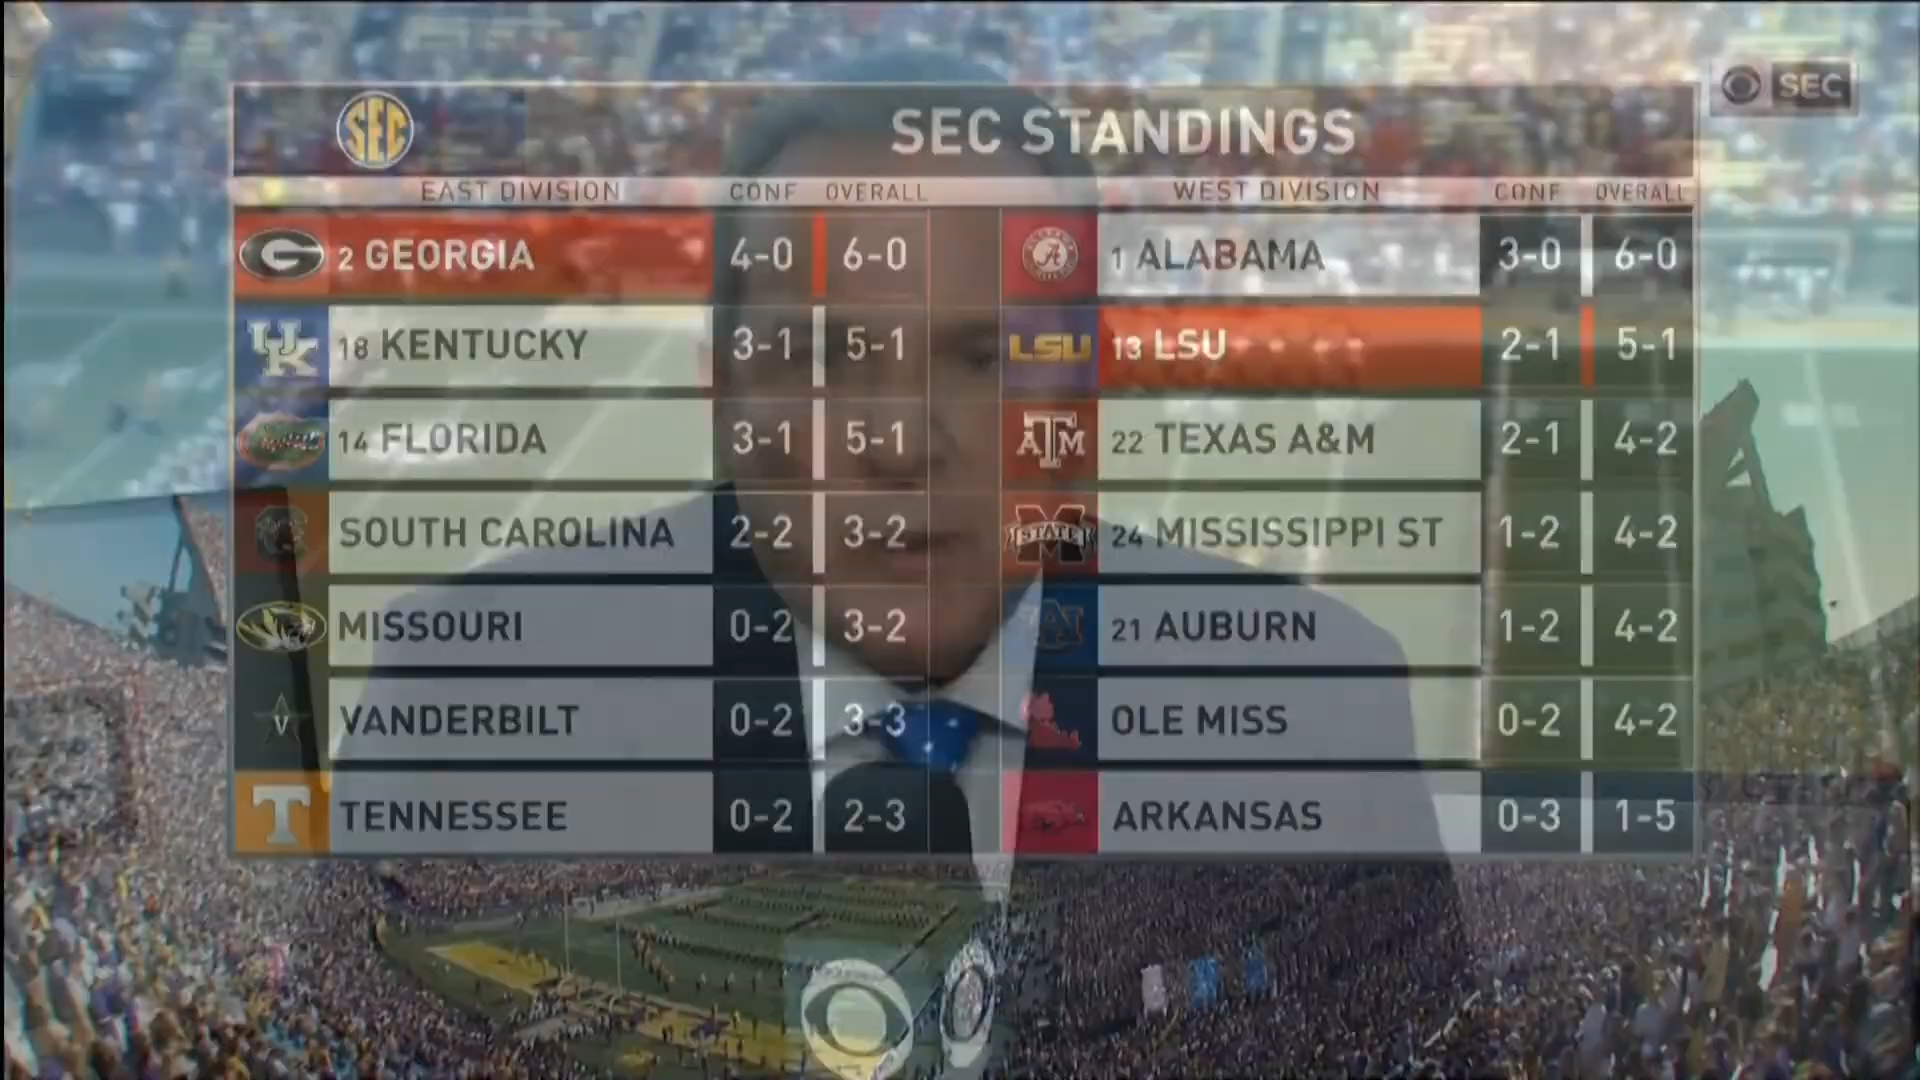 SEC
SEC SEC STANDINGS
EAST DIVISION CONF OVERALL WEST DIVISION CONF OVERALL
2 GEORGIA 4-0 6-0
A 1 ALABAMA 3-0 6-0
UK 18 KENTUCKY 3-1 5-1
LSU 13 LSU 2-1 5-1
14 FLORIDA 3-1 5-1
ATM 22 TEXAS A&M 2-1 4-2
SOUTH CAROLINA 2-2 3-2
STATE 24 MISSISSIPPI ST 1-2 4-2
MISSOURI 0-2 3-2
AU 21 AUBURN 1-2 4-2
V VANDERBILT 0-2 3-3
OLE MISS 0-2 4-2
T TENNESSEE 0-2 2-3
ARKANSAS 0-3 1-5